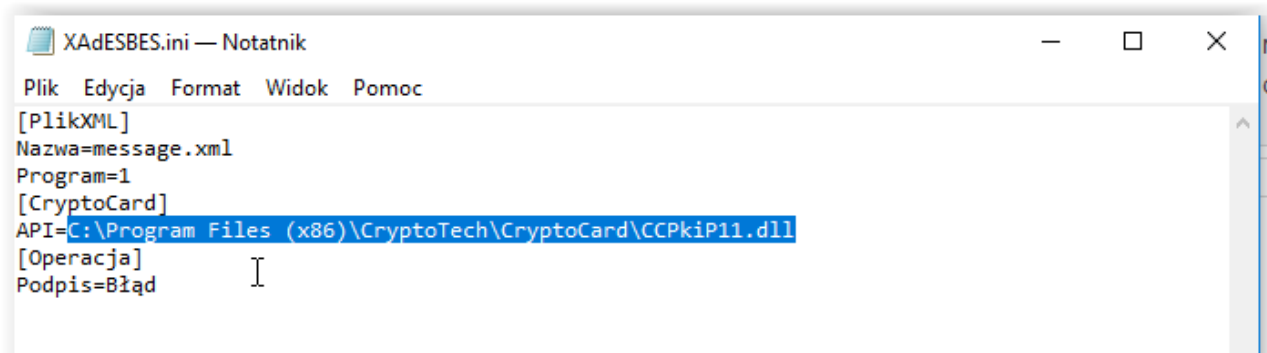 XAdESBES.ini — Notatnik
Plik Edycja Format Widok Pomoc
[PlikXML]
Nazwa=message.xml
Program=1
[CryptoCard]
API=C:\Program Files (x86)\CryptoTech\CryptoCard\CCPkiP11.dll
[Operacja]
Podpis=Błąd